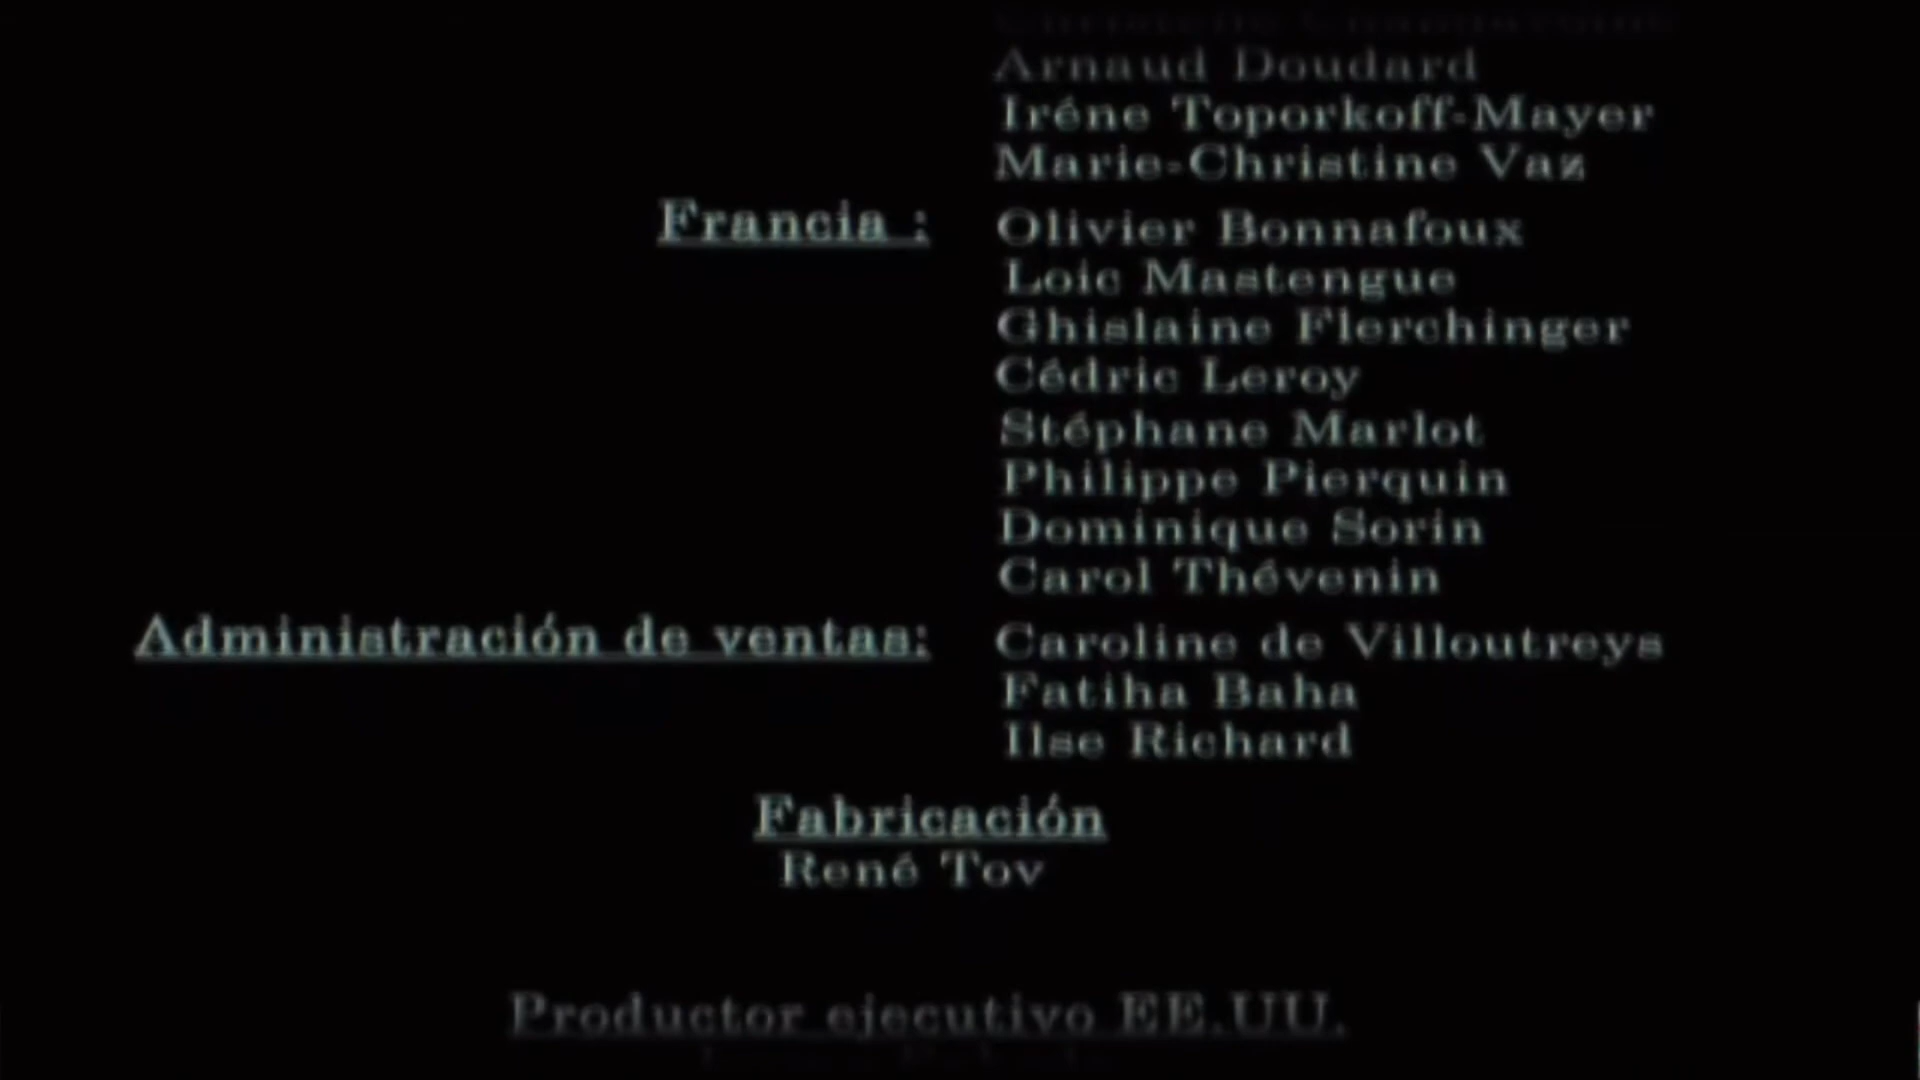 Arnaud Doudard
Iréne Toporkoff-Mayer
Marie-Christine Vaz
Francia : Olivier Bonnafoux
Loic Mastengue
Ghislaine Flerchinger
Cédric Leroy
Stéphane Marlot
Philippe Pierquin
Dominique Sorin
Carol Thévenin
Administración de ventas: Caroline de Villoutreys
Fatiha Baha
Ilse Richard
Fabricación
René Tov
Productor ejecutivo EE.UU.